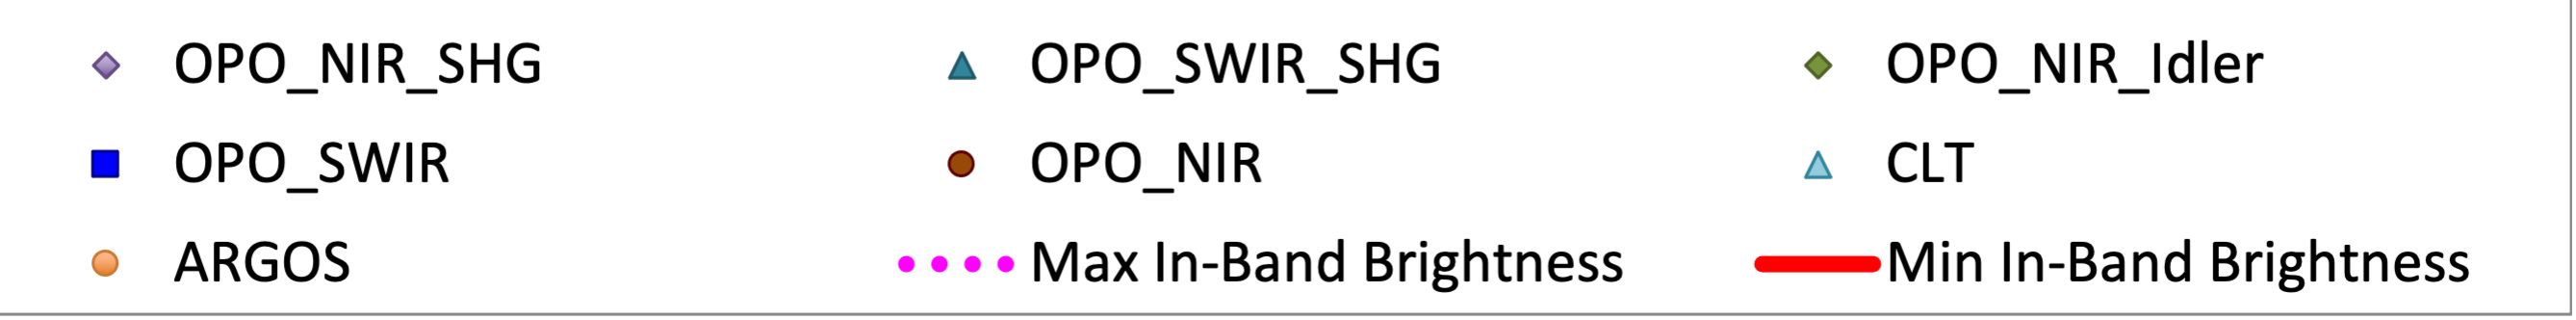 OPO_NIR_SHG OPO_SWIR_SHG OPO_NIR_Idler
OPO_SWIR OPO_NIR CLT
ARGOS Max In-Band Brightness Min In-Band Brightness